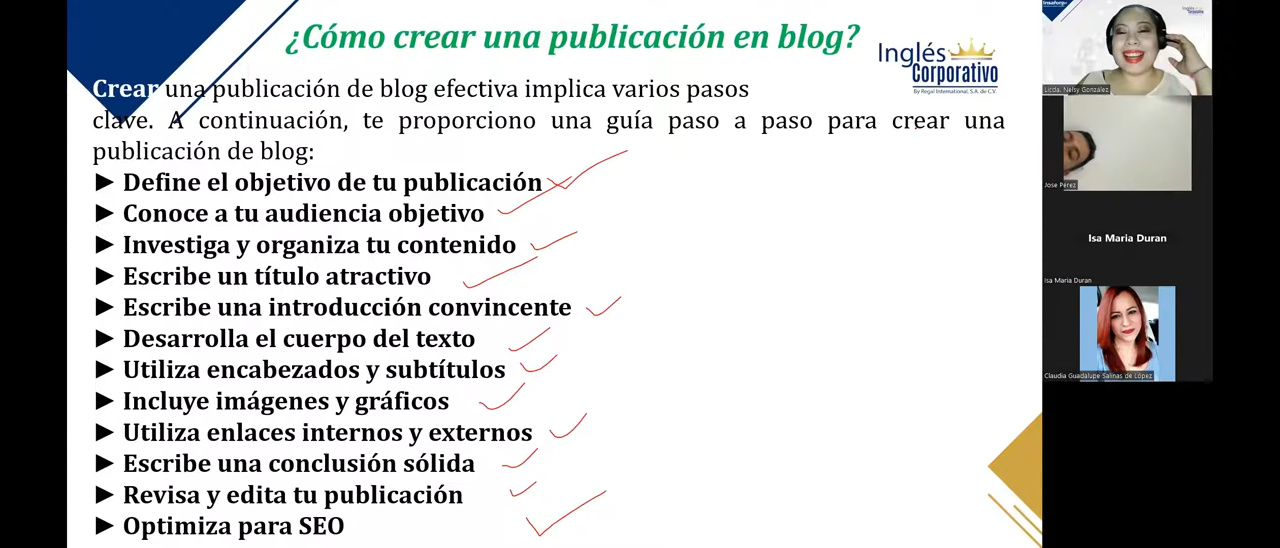 ¿Cómo crear una publicación en blog?
Inglés
Corporativo
By Regal International, S.A. de C.V.
Crear una publicación de blog efectiva implica varios pasos
clave. A continuación, te proporciono una guía paso a paso para crear una
publicación de blog:
► Define el objetivo de tu publicación
► Conoce a tu audiencia objetivo
► Investiga y organiza tu contenido
► Escribe un título atractivo
► Escribe una introducción convincente
► Desarrolla el cuerpo del texto
► Utiliza encabezados y subtítulos
► Incluye imágenes y gráficos
► Utiliza enlaces internos y externos
► Escribe una conclusión sólida
► Revisa y edita tu publicación
► Optimiza para SEO
Insaforp
Licda. Nelsy González
Jose Perez
Isa Maria Duran
Isa Maria Duran
Claudia Guadalupe Salinas de López